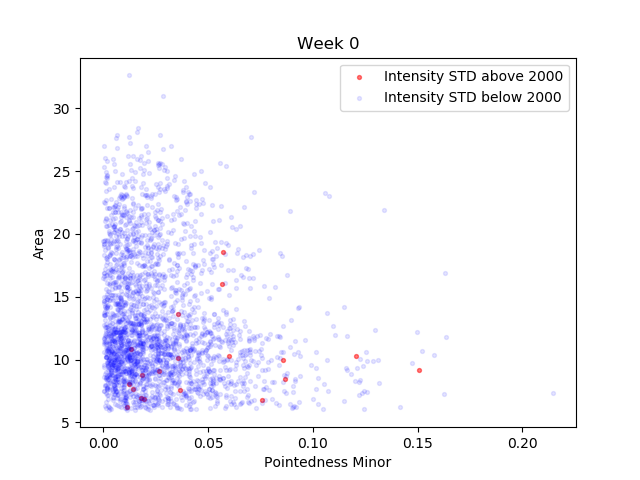 Week 0
Intensity STD above 2000
Intensity STD below 2000
30
25
20
15
10
5
Area
0.00 0.05 0.10 0.15 0.20
Pointedness Minor